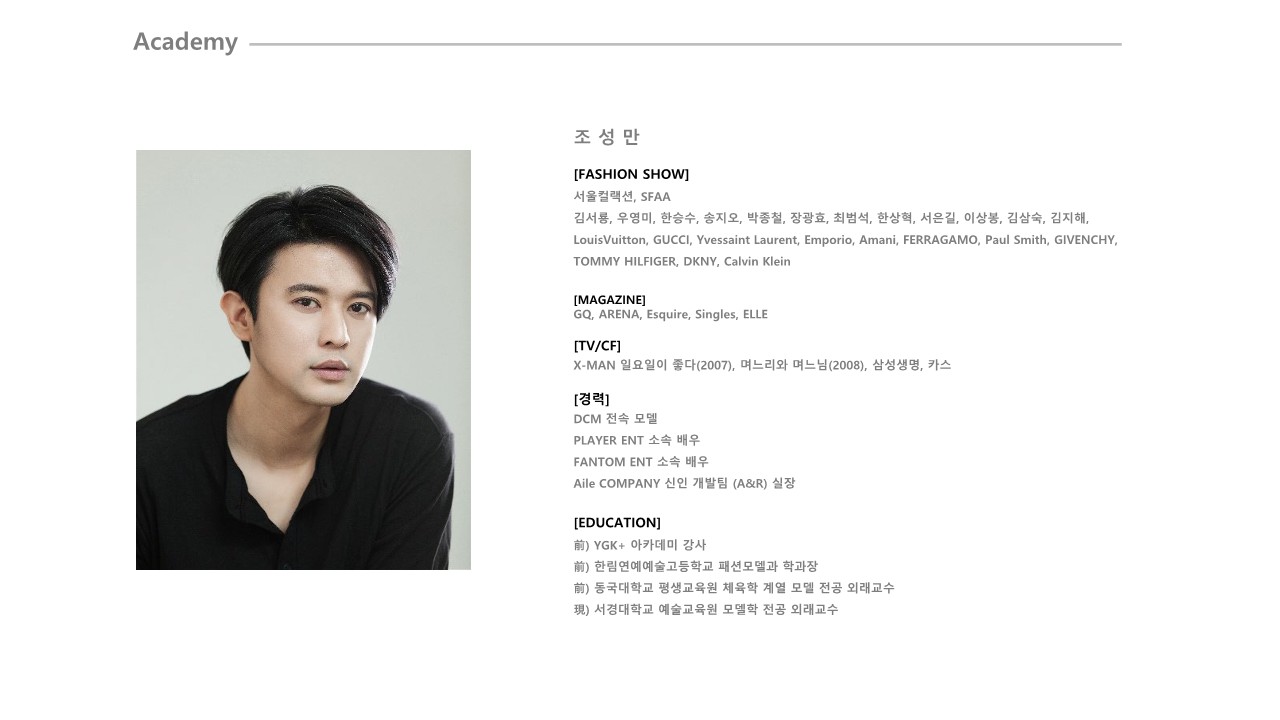 Academy
조 성 만
[FASHION SHOW]
서울컬랙션, SFAA
김서룡, 우영미, 한승수, 송지오, 박종철, 장광효, 최범석, 한상혁, 서은길, 이상봉, 김삼숙, 김지해,
LouisVuitton, GUCCI, Yvessaint Laurent, Emporio, Amani, FERRAGAMO, Paul Smith, GIVENCHY,
TOMMY HILFIGER, DKNY, Calvin Klein
[MAGAZINE]
GQ, ARENA, Esquire, Singles, ELLE
[TV/CF]
X-MAN 일요일이 좋다(2007), 며느리와 며느님(2008), 삼성생명, 카스
[경력]
DCM 전속 모델
PLAYER ENT 소속 배우
FANTOM ENT 소속 배우
Aile COMPANY 신인 개발팀 (A&R) 실장
[EDUCATION]
前) YGK+ 아카데미 강사
前) 한림연예예술고등학교 패션모델과 학과장
前) 동국대학교 평생교육원 체육학 계열 모델 전공 외래교수
現) 서경대학교 예술교육원 모델학 전공 외래교수